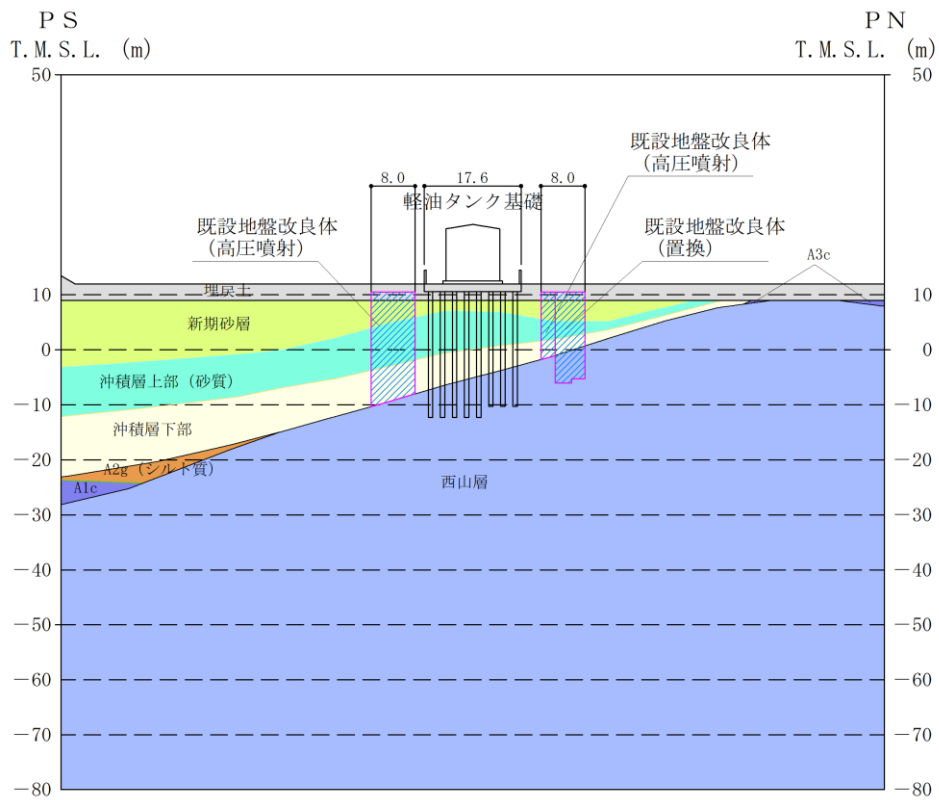 PS
PN
T.M.S.L. (m)
T.M.S.L. (m)
50
50
既設地盤改良体
(高圧噴射)
8.0
17.6
8.0
軽油タンク基礎
既設地盤改良体
(高圧噴射)
既設地盤改良体
(置換)
A3c
埋戻土
10
10
新期砂層
0
0
沖積層上部（砂質）
-10
-10
沖積層下部
-20
-20
A2g（シルト質）
A1c
西山層
-30
-30
-40
-40
-50
-50
-60
-60
-70
-70
-80
-80